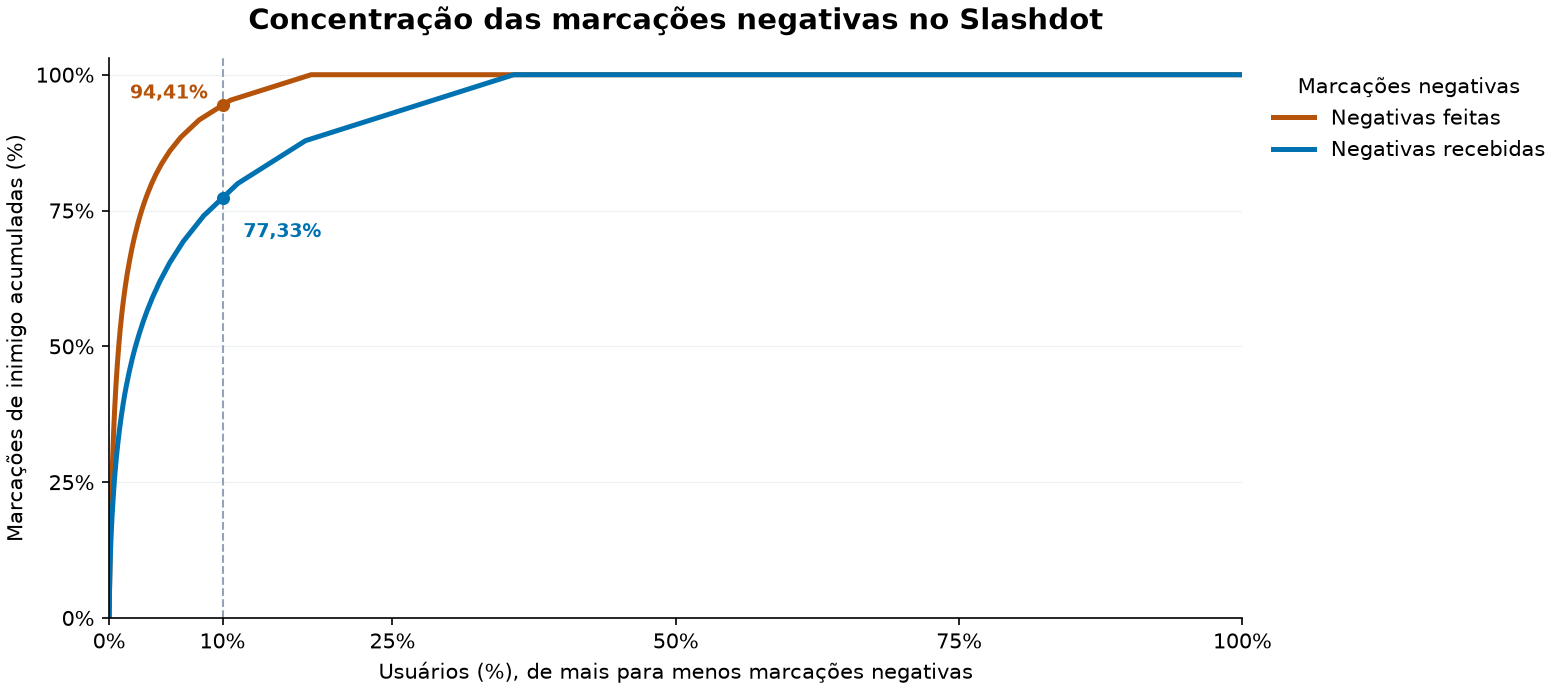 Concentração das marcações negativas no Slashdot
Marcações de inimigo acumuladas (%)
100%
75%
50%
25%
0%
94,41%
77,33%
0%
10%
25%
50%
75%
100%
Usuários (%), de mais para menos marcações negativas
Marcações negativas
Negativas feitas
Negativas recebidas